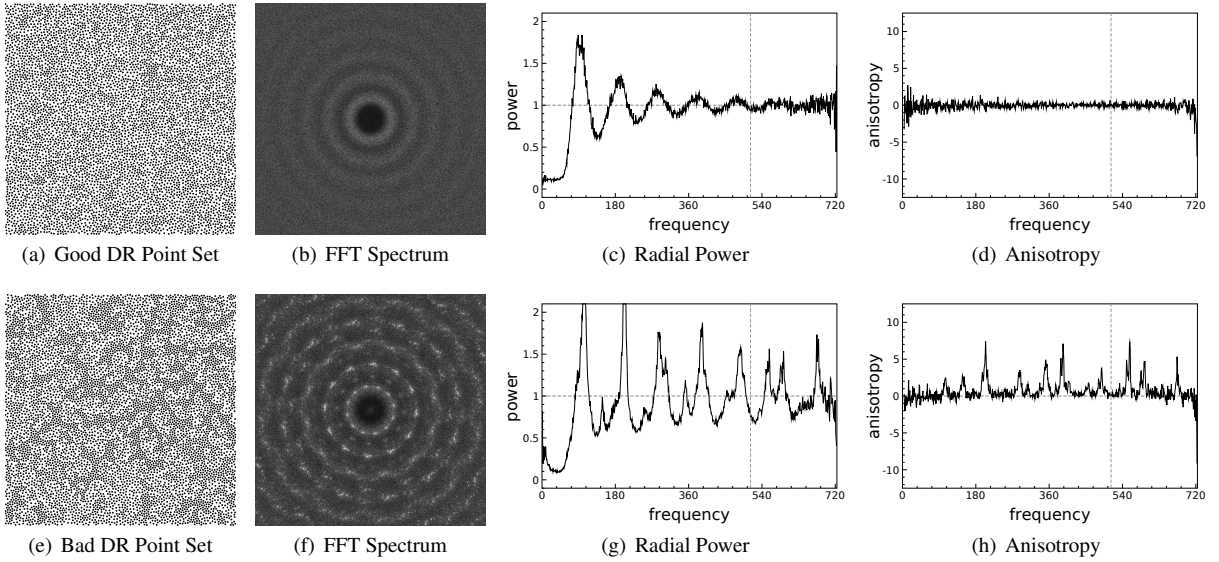 2
1.5
1
0.5
0
power
0 180 360 540 720
frequency
10
5
0
-5
-10
anisotropy
0 180 360 540 720
frequency
(a) Good DR Point Set
(b) FFT Spectrum
(c) Radial Power
(d) Anisotropy
2
1.5
1
0.5
0
power
0 180 360 540 720
frequency
10
5
0
-5
-10
anisotropy
0 180 360 540 720
frequency
(e) Bad DR Point Set
(f) FFT Spectrum
(g) Radial Power
(h) Anisotropy